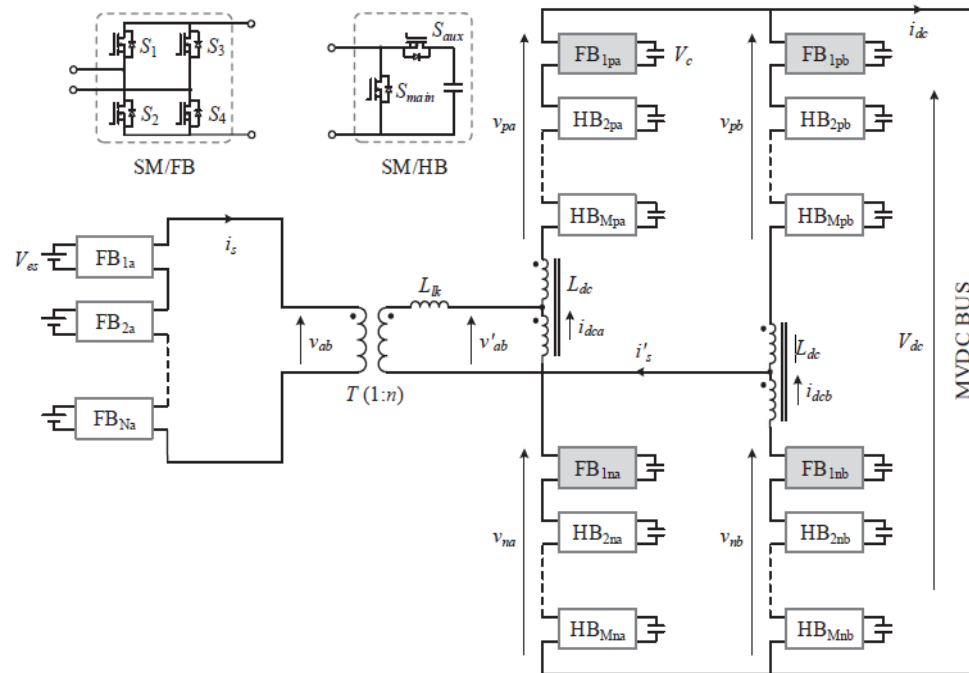 S1
S3
S2
S4
SM/FB
Saux
Smain
SM/HB
idc
FB1pa
Vc
FB1pb
HB2pa
HB2pb
vpa
vpb
HBMpa
HBMpb
is
Ves
FB1a
FB2a
FBNa
Llk
Ldc
idca
vab
v'ab
i's
T (1:n)
Ldc
idcb
Vdc
MVDC BUS
FB1na
FB1nb
HB2na
HB2nb
vna
vnb
HBMna
HBMnb